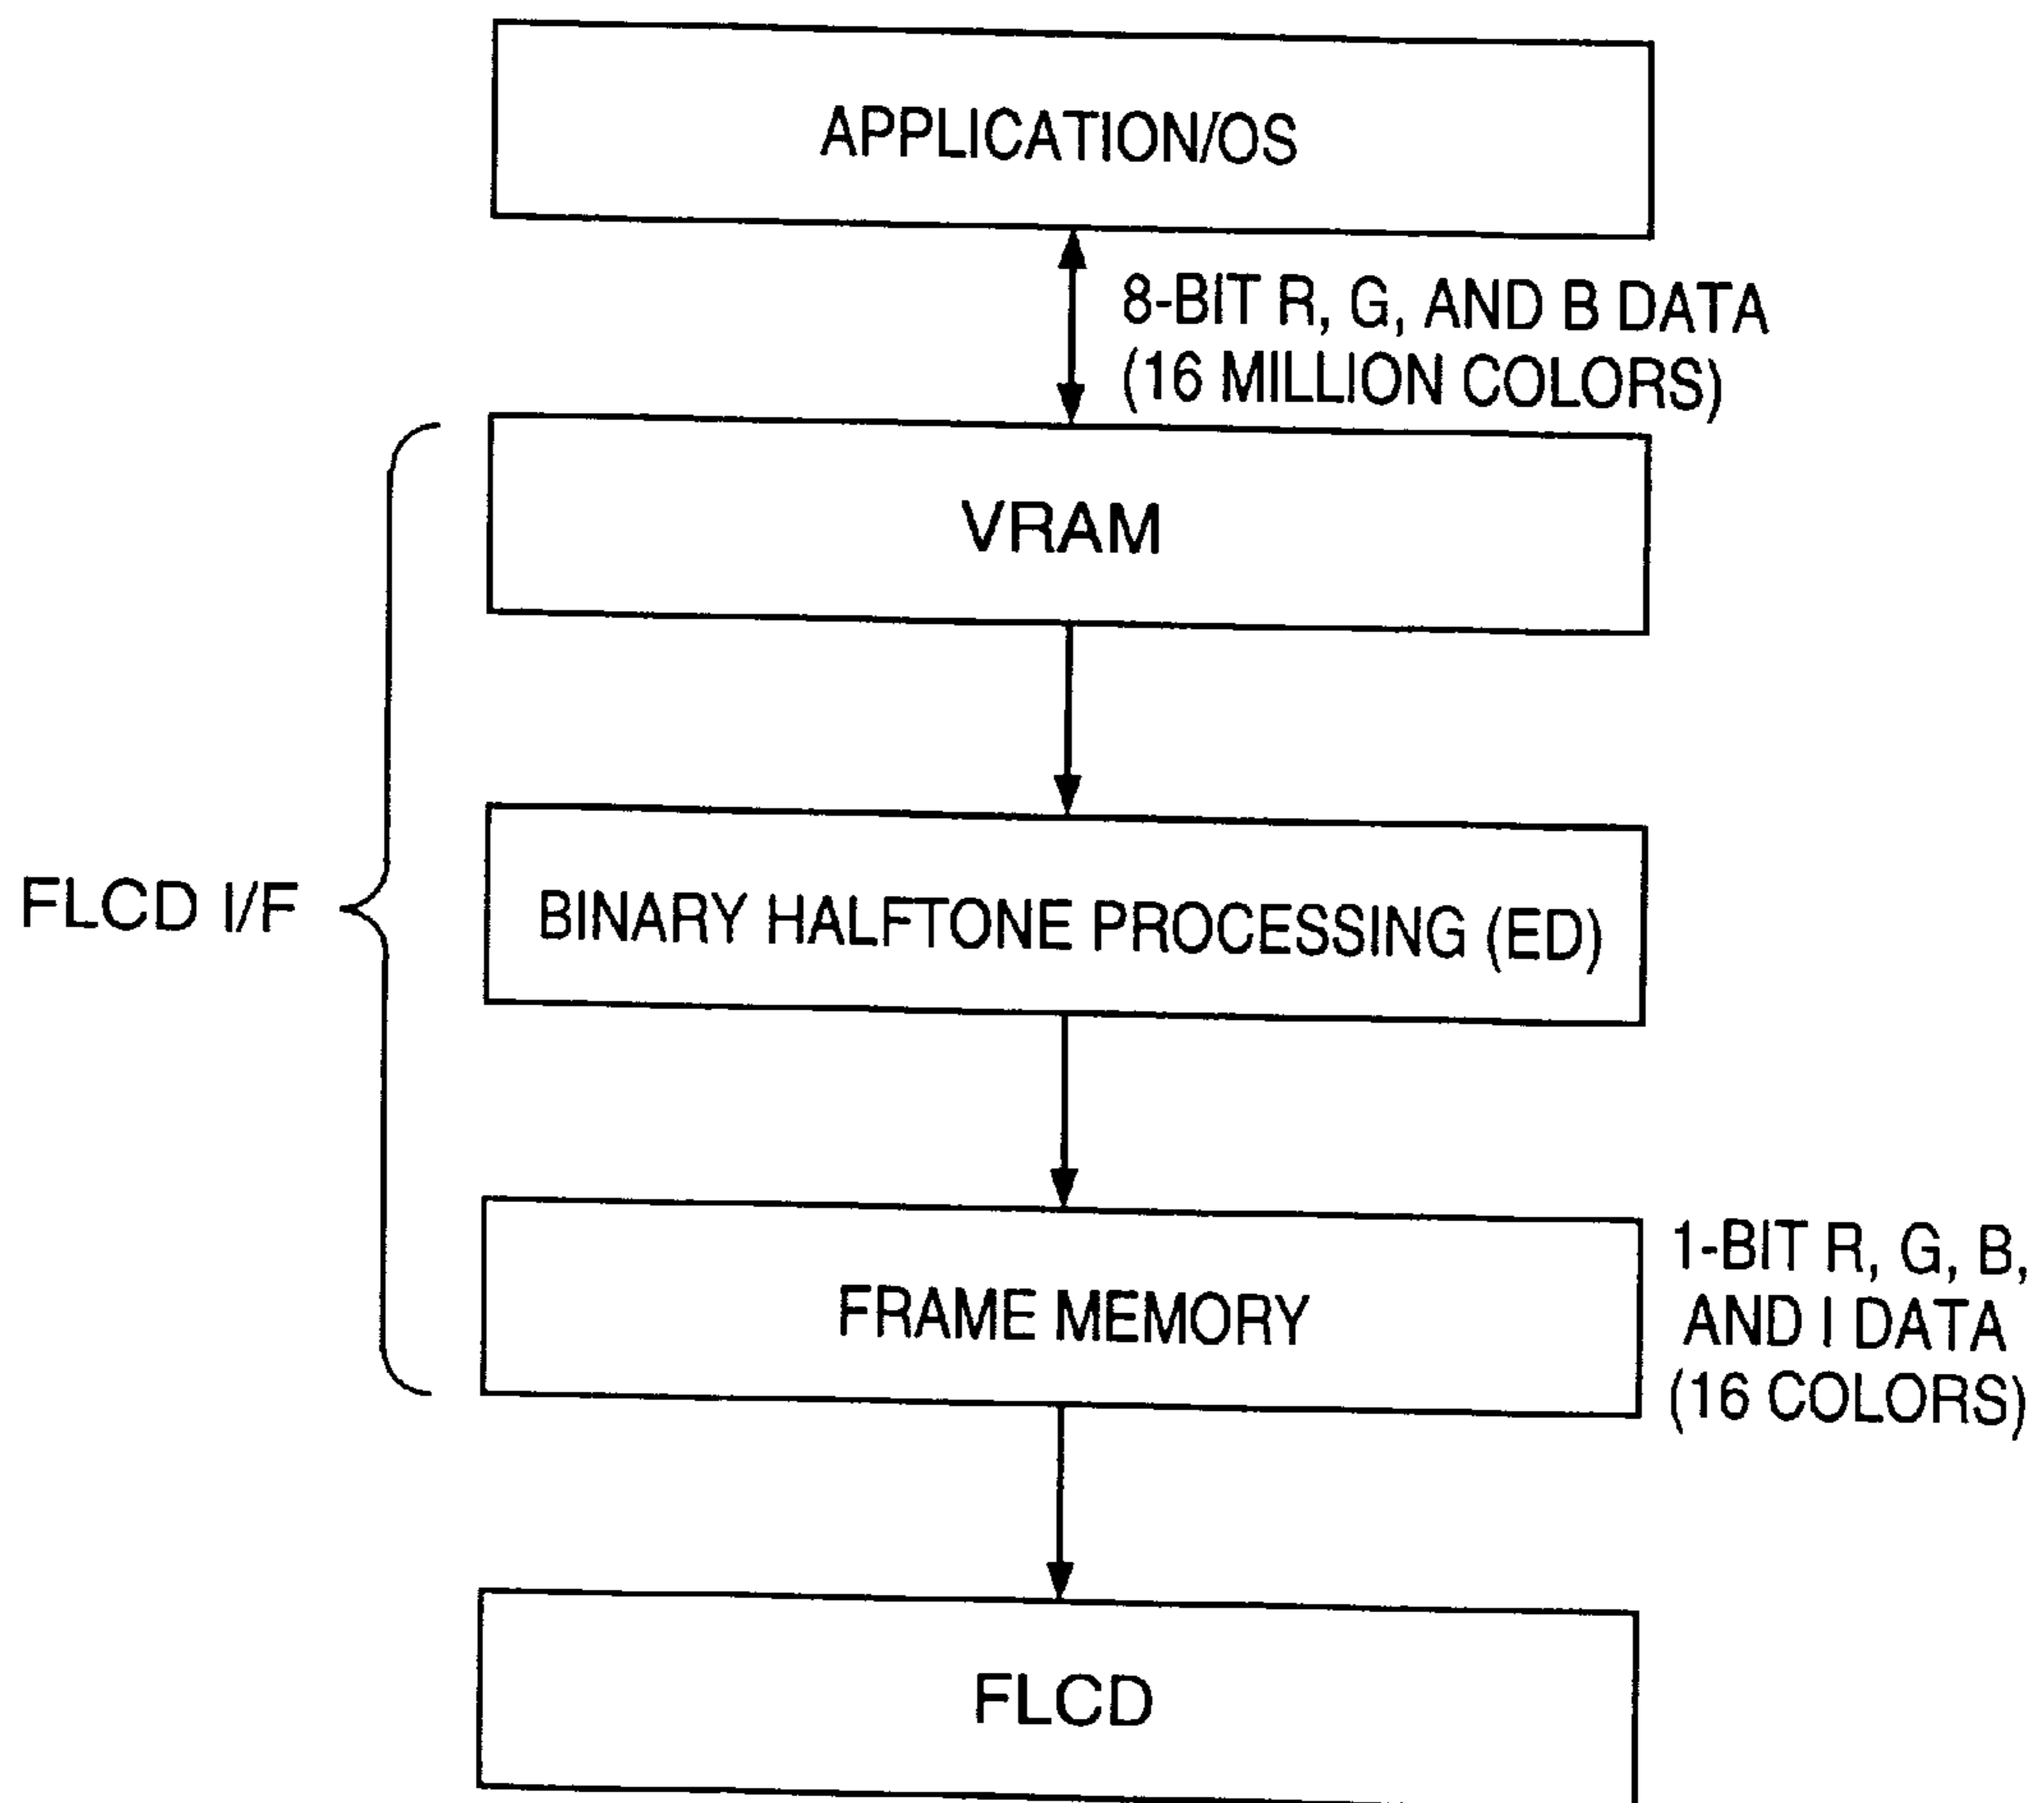 APPLICATION/OS
8-BIT R, G, AND B DATA
(16 MILLION COLORS)
VRAM
FLCD I/F
BINARY HALFTONE PROCESSING (ED)
FRAME MEMORY
1-BIT R, G, B,
AND I DATA
(16 COLORS)
FLCD